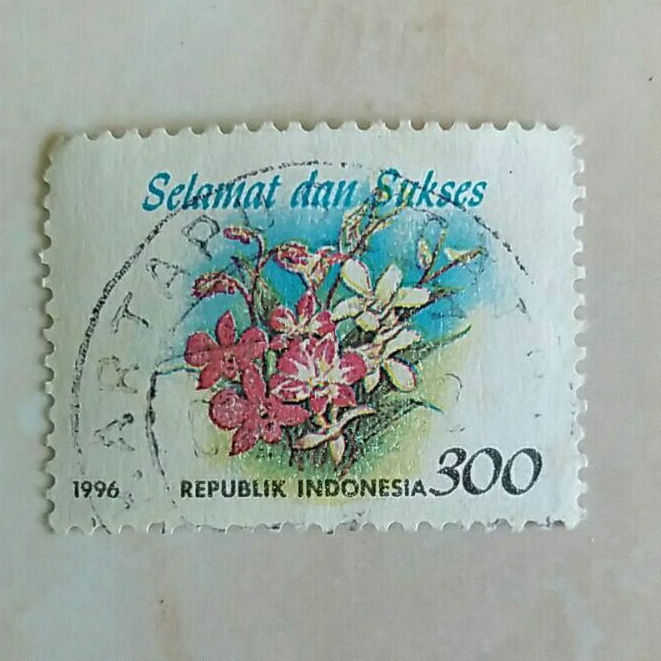 Selamat dan Sukses
1996
REPUBLIK INDONESIA
300